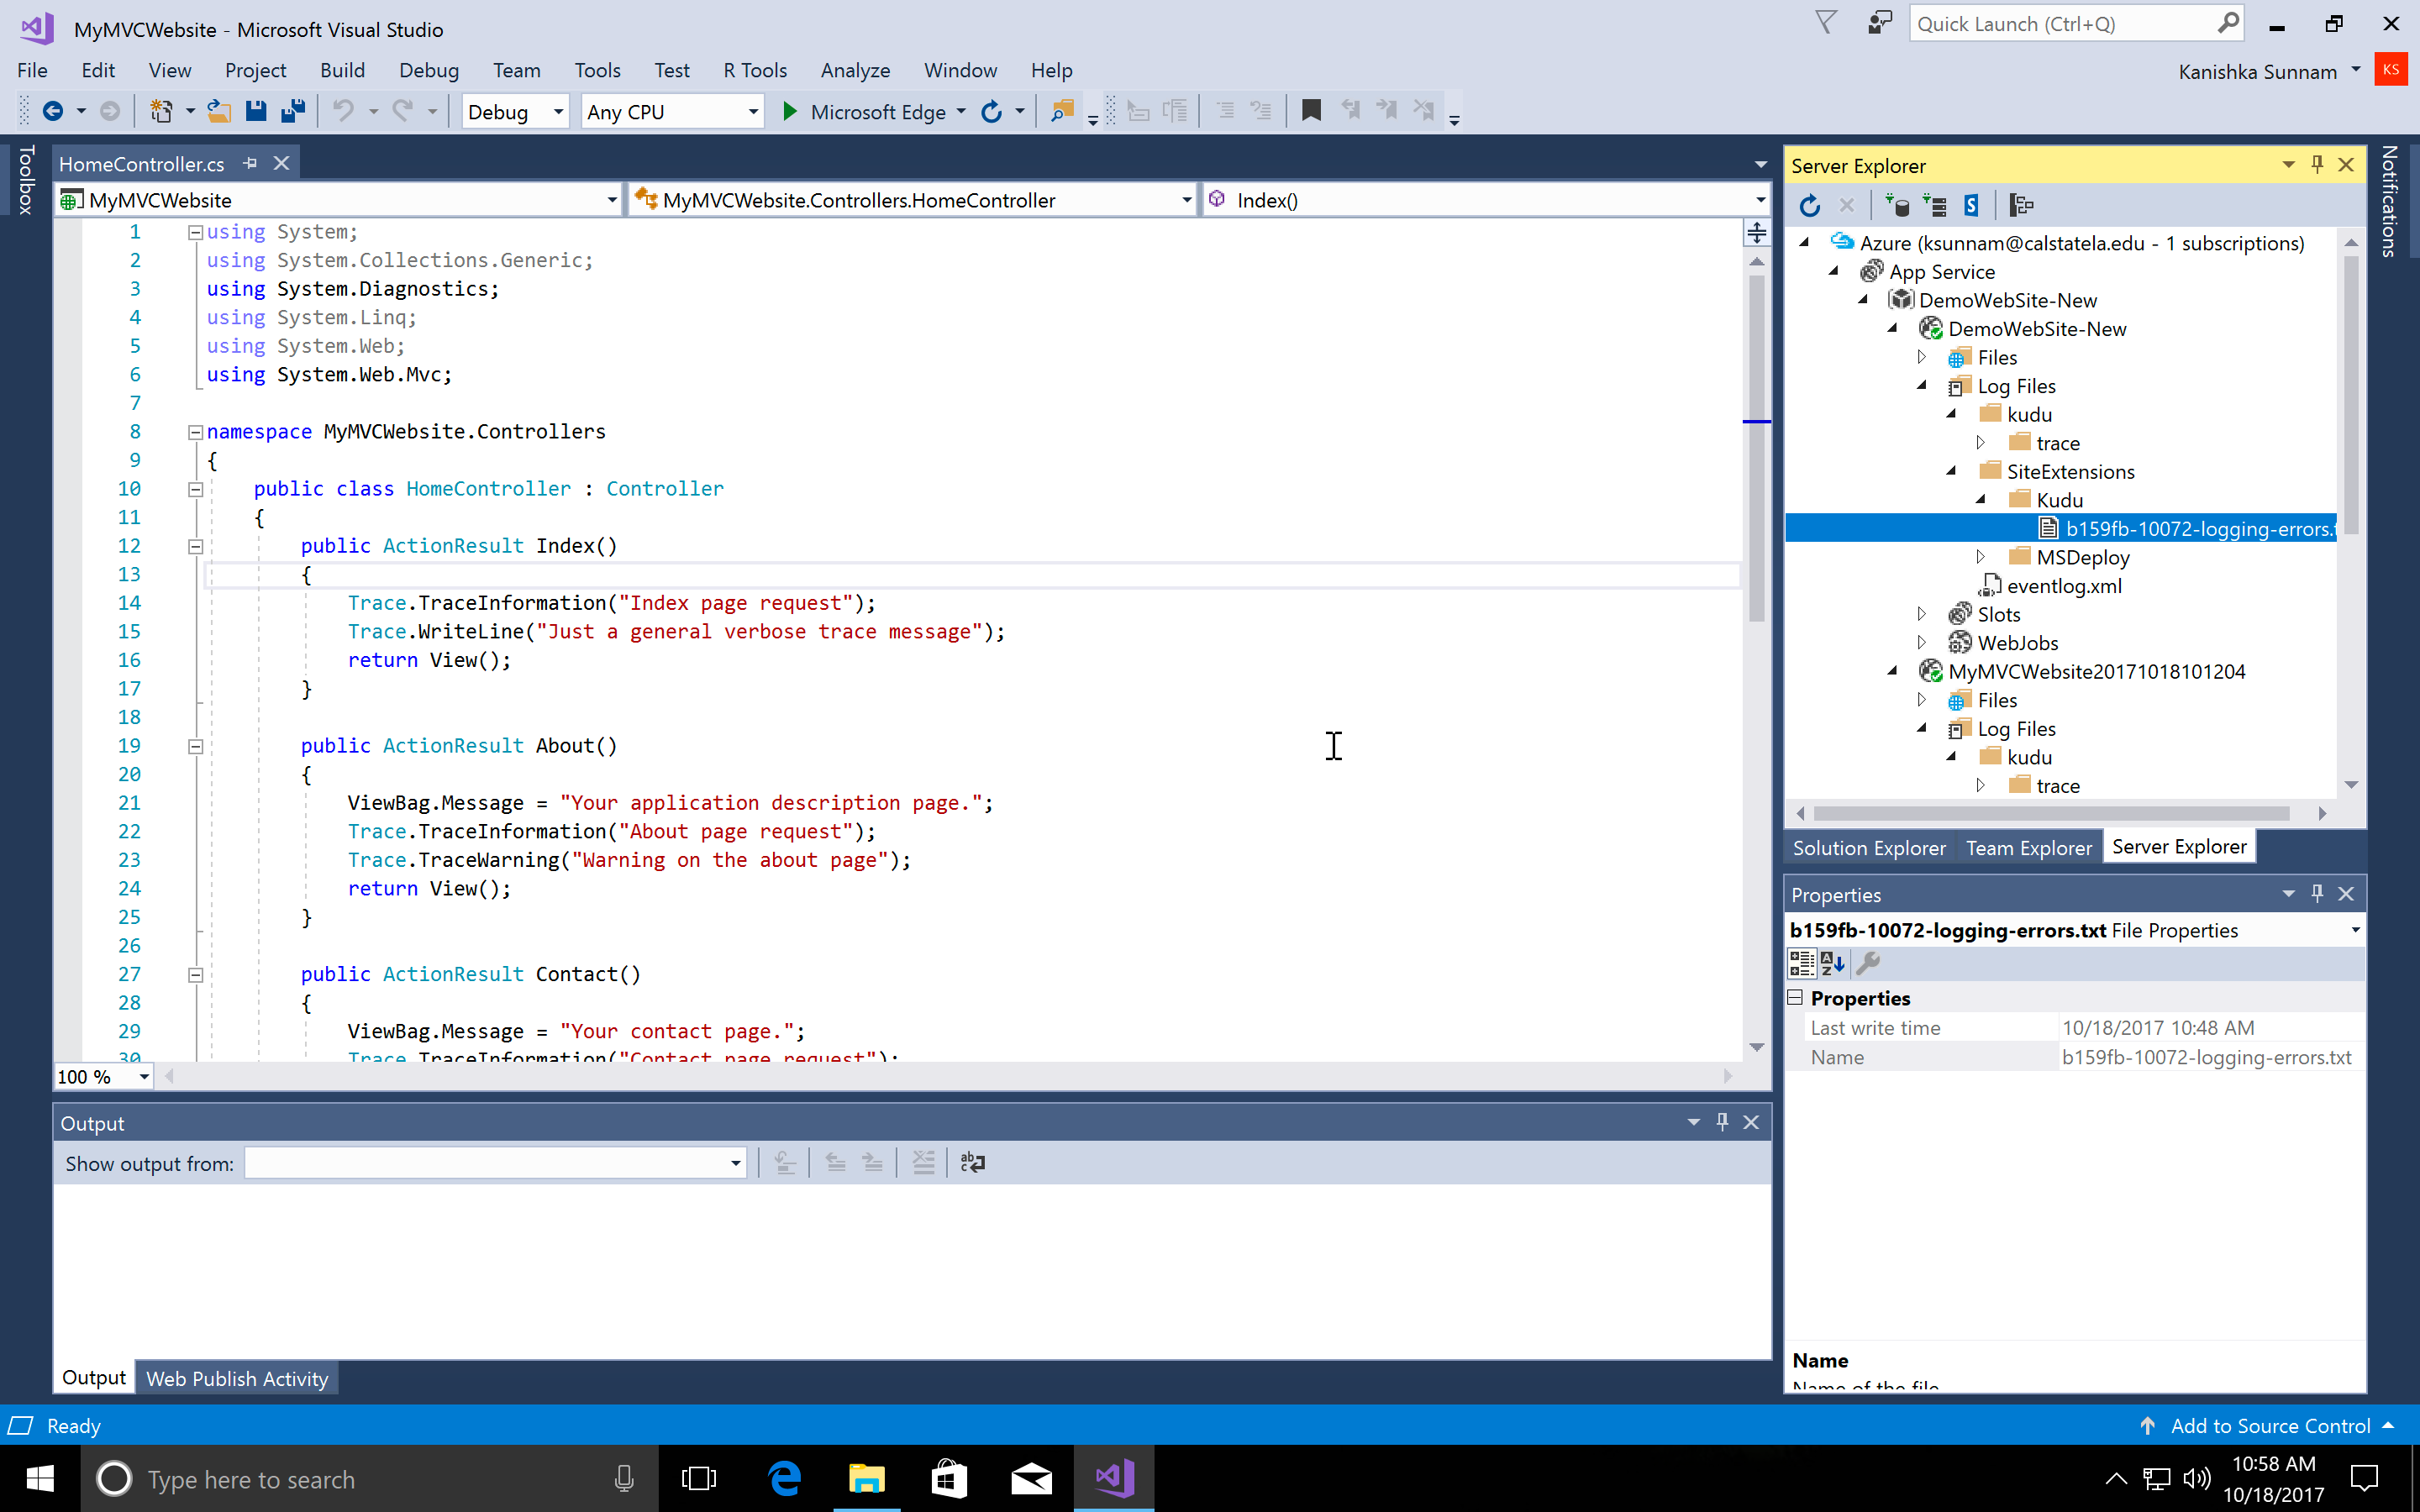 MyMVCWebsite - Microsoft Visual Studio
Quick Launch (Ctrl+Q)
File Edit View Project Build Debug Team Tools Test R Tools Analyze Window Help
Kanishka Sunnam KS
Debug Any CPU Microsoft Edge
Toolbox
HomeController.cs
MyMVCWebsite MyMVCWebsite.Controllers.HomeController Index()
1 using System;
2 using System.Collections.Generic;
3 using System.Diagnostics;
4 using System.Linq;
5 using System.Web;
6 using System.Web.Mvc;
7
8 namespace MyMVCWebsite.Controllers
9 {
10 public class HomeController : Controller
11 {
12 public ActionResult Index()
13 {
14 Trace.TraceInformation("Index page request");
15 Trace.WriteLine("Just a general verbose trace message");
16 return View();
17 }
18
19 public ActionResult About()
20 {
21 ViewBag.Message = "Your application description page.";
22 Trace.TraceInformation("About page request");
23 Trace.TraceWarning("Warning on the about page");
24 return View();
25 }
26
27 public ActionResult Contact()
28 {
29 ViewBag.Message = "Your contact page.";
30 Trace.TraceInformation("Contact page request");
100 %
Output
Show output from:
Output Web Publish Activity
Server Explorer
Azure (ksunnam@calstatela.edu - 1 subscriptions)
App Service
DemoWebSite-New
DemoWebSite-New
Files
Log Files
kudu
trace
SiteExtensions
Kudu
b159fb-10072-logging-errors.t
MSDeploy
eventlog.xml
Slots
WebJobs
MyMVCWebsite20171018101204
Files
Log Files
kudu
trace
Solution Explorer Team Explorer Server Explorer
Properties
b159fb-10072-logging-errors.txt File Properties
Properties
Last write time 10/18/2017 10:48 AM
Name b159fb-10072-logging-errors.txt
Name
Name of the file
Notifications
Ready
Add to Source Control
Type here to search
10:58 AM
10/18/2017